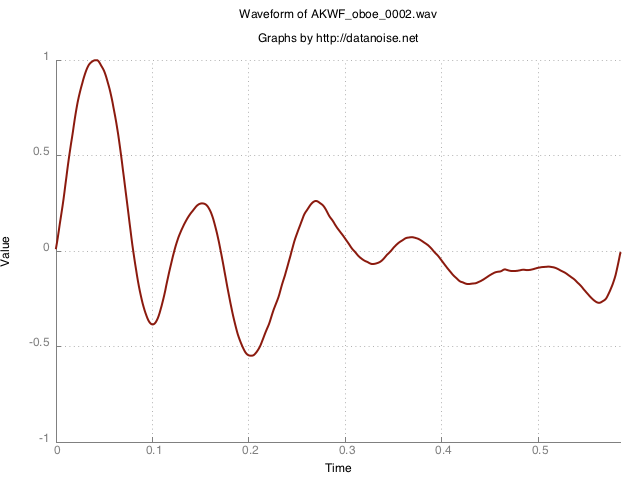 Waveform of AKWF_oboe_0002.wav
Graphs by http://datanoise.net
1
0.5
0
-0.5
-1
Value
0 0.1 0.2 0.3 0.4 0.5
Time